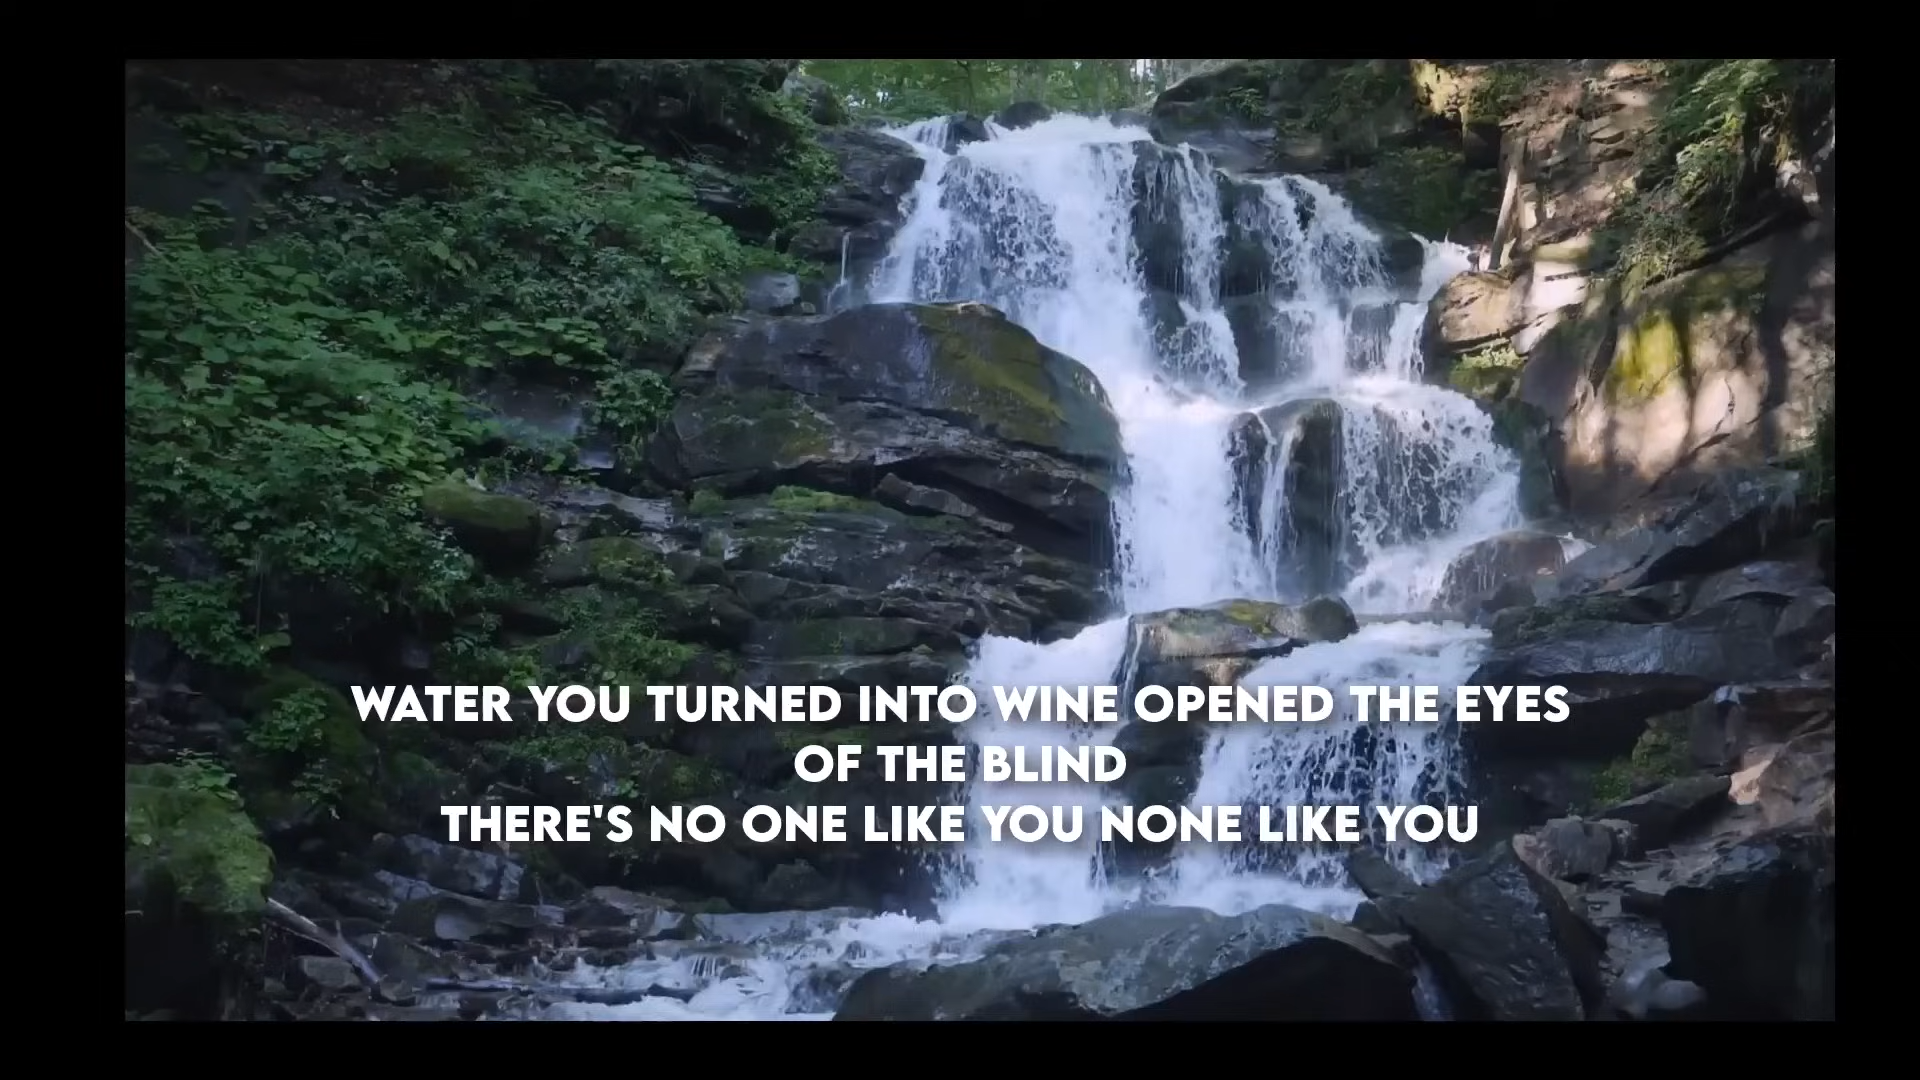 WATER YOU TURNED INTO WINE OPENED THE EYES
OF THE BLIND
THERE'S NO ONE LIKE YOU NONE LIKE YOU